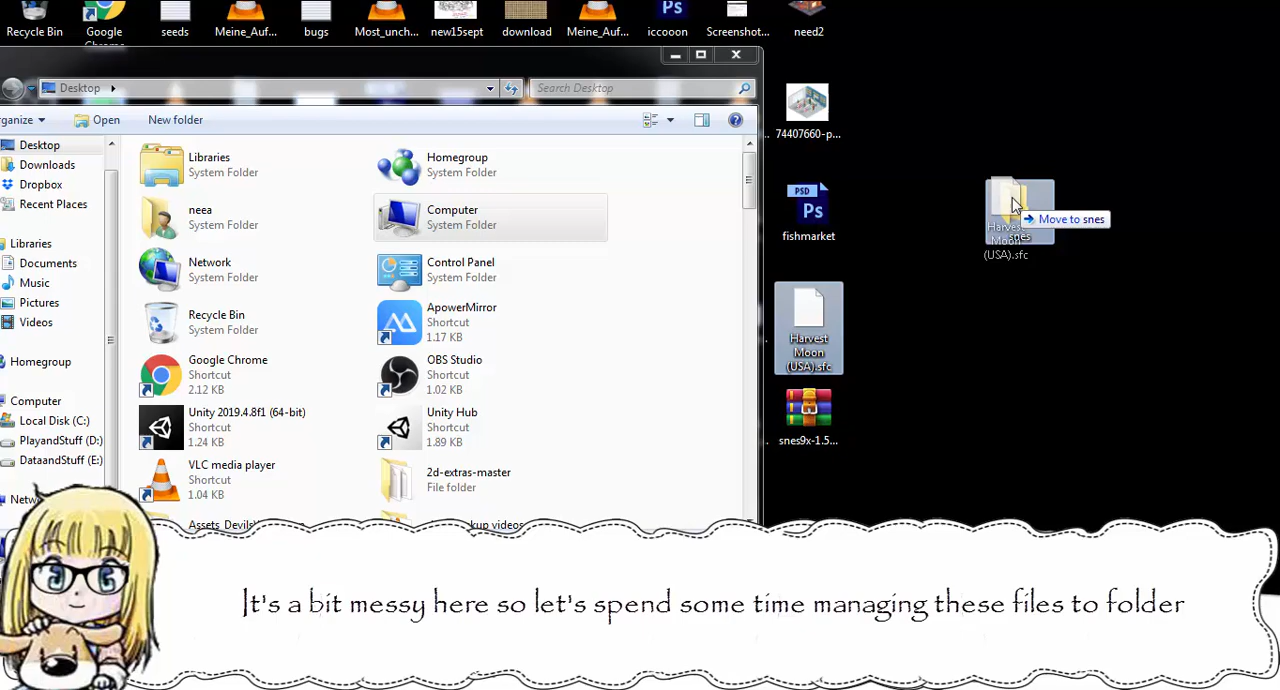 Recycle Bin
Google
Chrome
seeds
Meine_Auf...
bugs
Most_unch...
new15sept
download
Meine_Auf...
Ps
iccooon
Screenshot...
need2
Desktop
Search Desktop
rganize
Open
New folder
Desktop
Downloads
Dropbox
Recent Places
Libraries
Documents
Music
Pictures
Videos
Homegroup
Computer
Local Disk (C:)
PlayandStuff (D:)
DataandStuff (E:)
Netw
Libraries
System Folder
Homegroup
System Folder
neea
System Folder
Computer
System Folder
Network
System Folder
Control Panel
System Folder
Recycle Bin
System Folder
ApowerMirror
Shortcut
1.17 KB
Google Chrome
Shortcut
2.12 KB
OBS Studio
Shortcut
1.02 KB
Unity 2019.4.8f1 (64-bit)
Shortcut
1.24 KB
Unity Hub
Shortcut
1.89 KB
VLC media player
Shortcut
1.04 KB
2d-extras-master
File folder
74407660-p...
PSD
Ps
fishmarket
Harvest
Moon
(USA).sfc
snes9x-1.5...
Move to snes
snes
Harvest
Moon
(USA).sfc
It's a bit messy here so let's spend some time managing these files to folder